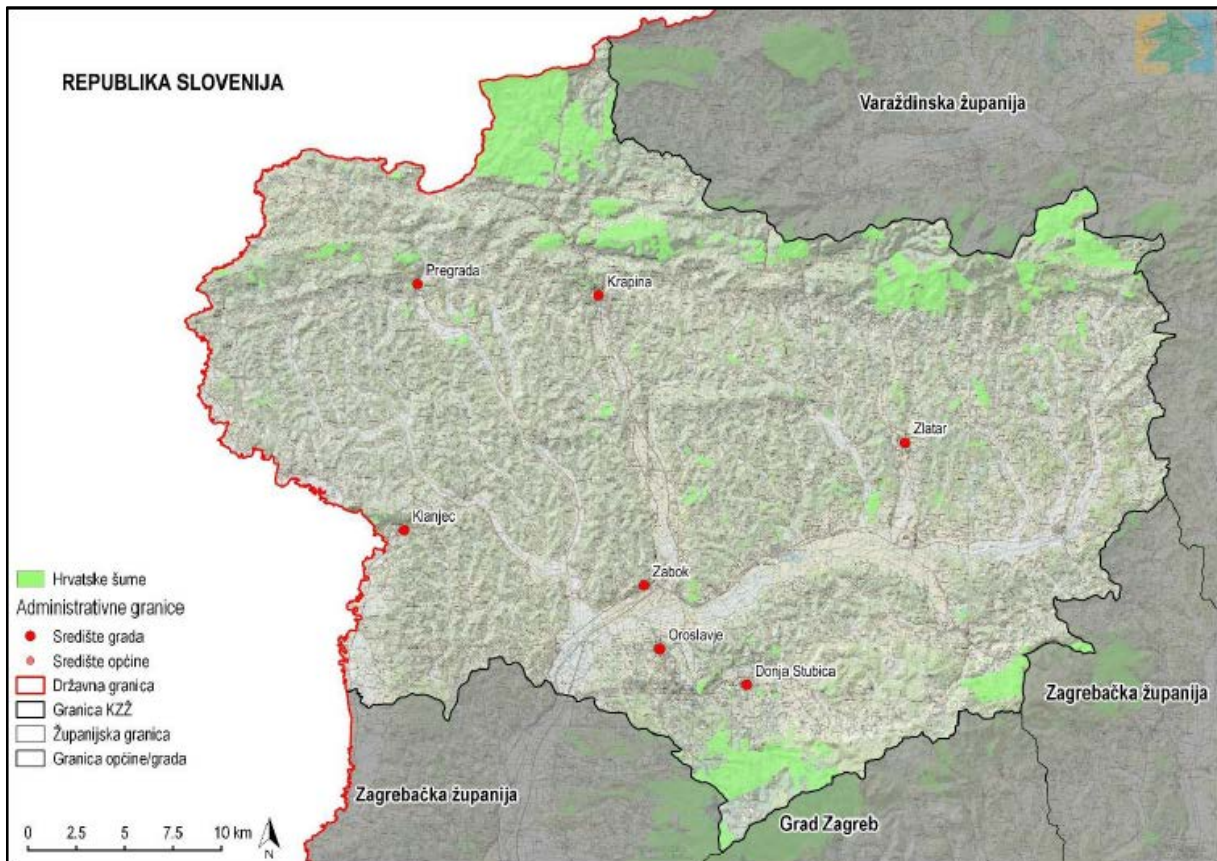 REPUBLIKA SLOVENIJA
Varaždinska županija
Pregrada
Krapina
Zlatar
Klanjec
Zabok
Oroslavje
Donja Stubica
Zagrebačka županija
Zagrebačka županija
Grad Zagreb
Hrvatske šume
Administrativne granice
Središte grada
Središte općine
Državna granica
Granica KZŽ
Županijska granica
Granica općine/grada
0 2.5 5 7.5 10 km
N